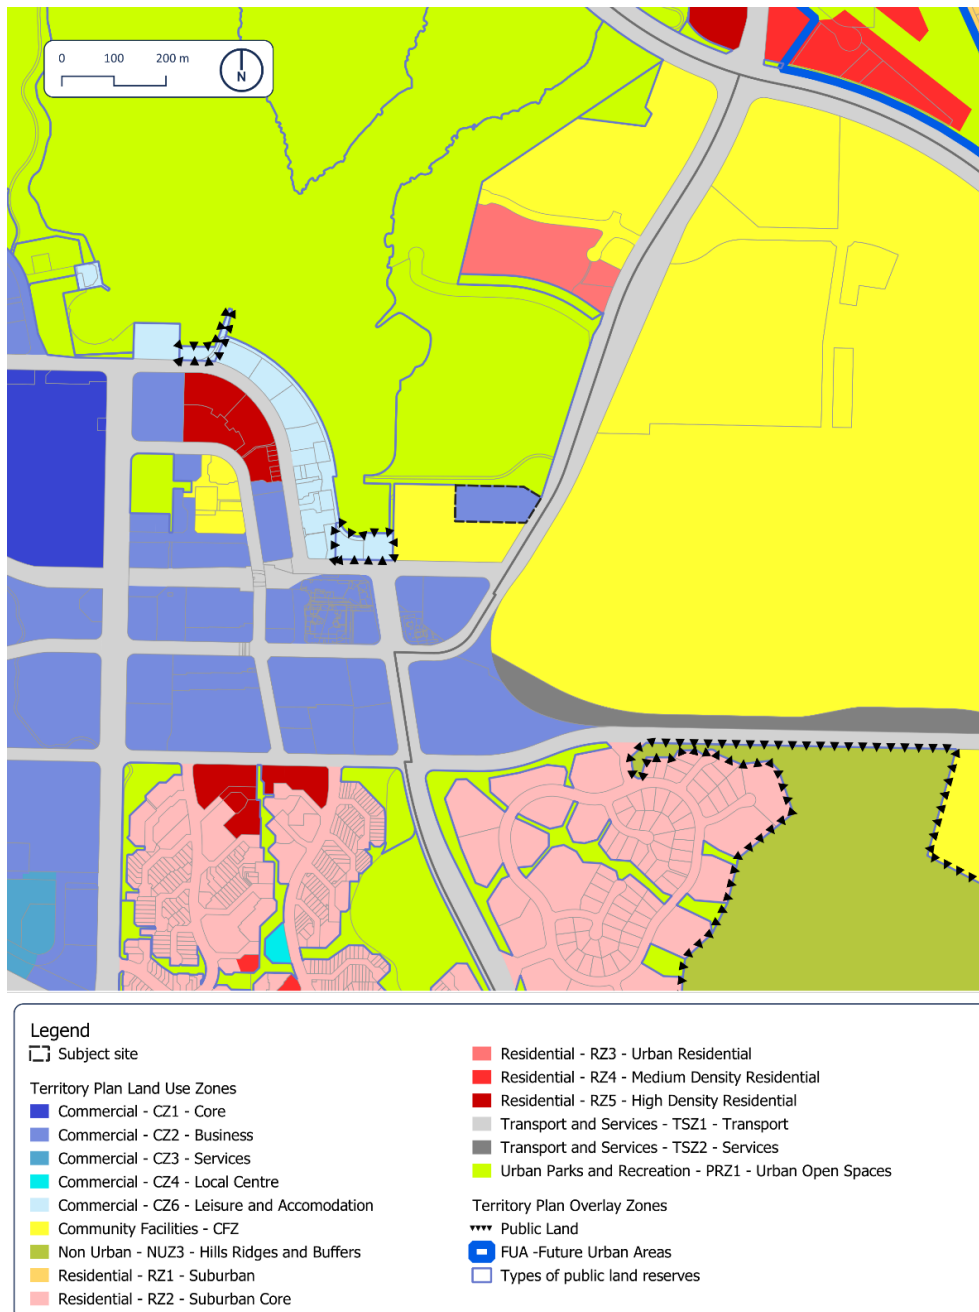 0 100 200 m
N
Legend
Subject site
Territory Plan Land Use Zones
Commercial - CZ1 - Core
Commercial - CZ2 - Business
Commercial - CZ3 - Services
Commercial - CZ4 - Local Centre
Commercial - CZ6 - Leisure and Accomodation
Community Facilities - CFZ
Non Urban - NUZ3 - Hills Ridges and Buffers
Residential - RZ1 - Suburban
Residential - RZ2 - Suburban Core
Residential - RZ3 - Urban Residential
Residential - RZ4 - Medium Density Residential
Residential - RZ5 - High Density Residential
Transport and Services - TSZ1 - Transport
Transport and Services - TSZ2 - Services
Urban Parks and Recreation - PRZ1 - Urban Open Spaces
Territory Plan Overlay Zones
Public Land
FUA -Future Urban Areas
Types of public land reserves